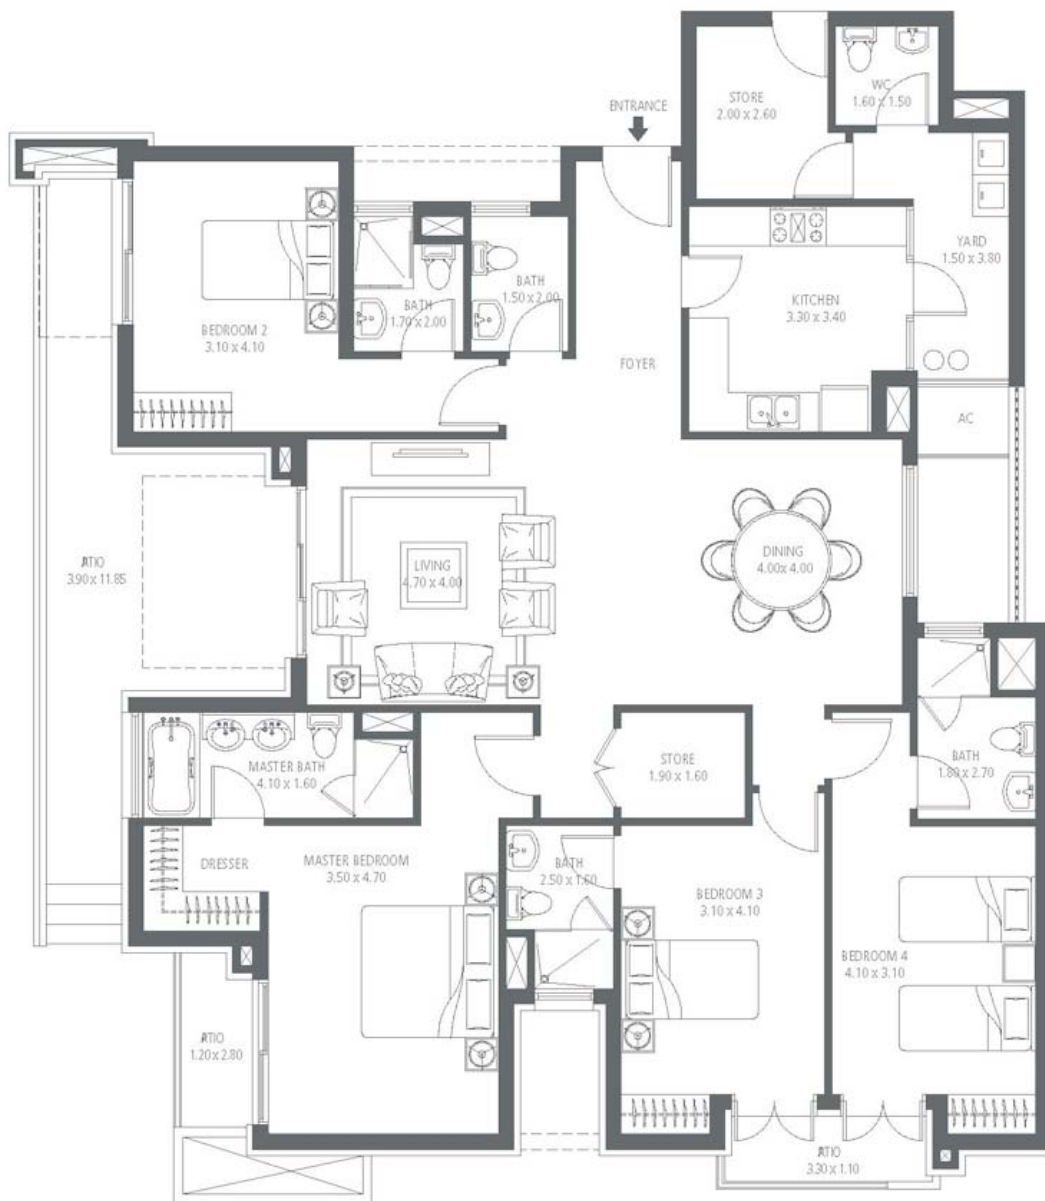 WC
1.60 x 1.50
STORE
2.00 x 2.60
ENTRANCE
YARD
1.50 x 3.80
BATH
1.50 x 2.00
BATH
1.70 x 2.00
KITCHEN
3.30 x 3.40
BEDROOM 2
3.10 x 4.10
FOYER
AC
ATIO
3.90 x 11.85
LIVING
4.70 x 4.00
DINING
4.00x 4.00
MASTER BATH
4.10 x 1.60
STORE
1.90 x 1.60
BATH
1.80 x 2.70
DRESSER
MASTER BEDROOM
3.50 x 4.70
BATH
2.50 x 1.60
BEDROOM 3
3.10 x 4.10
BEDROOM 4
4.10 x 3.10
ATIO
1.20 x 2.80
ATIO
3.30 x 1.10